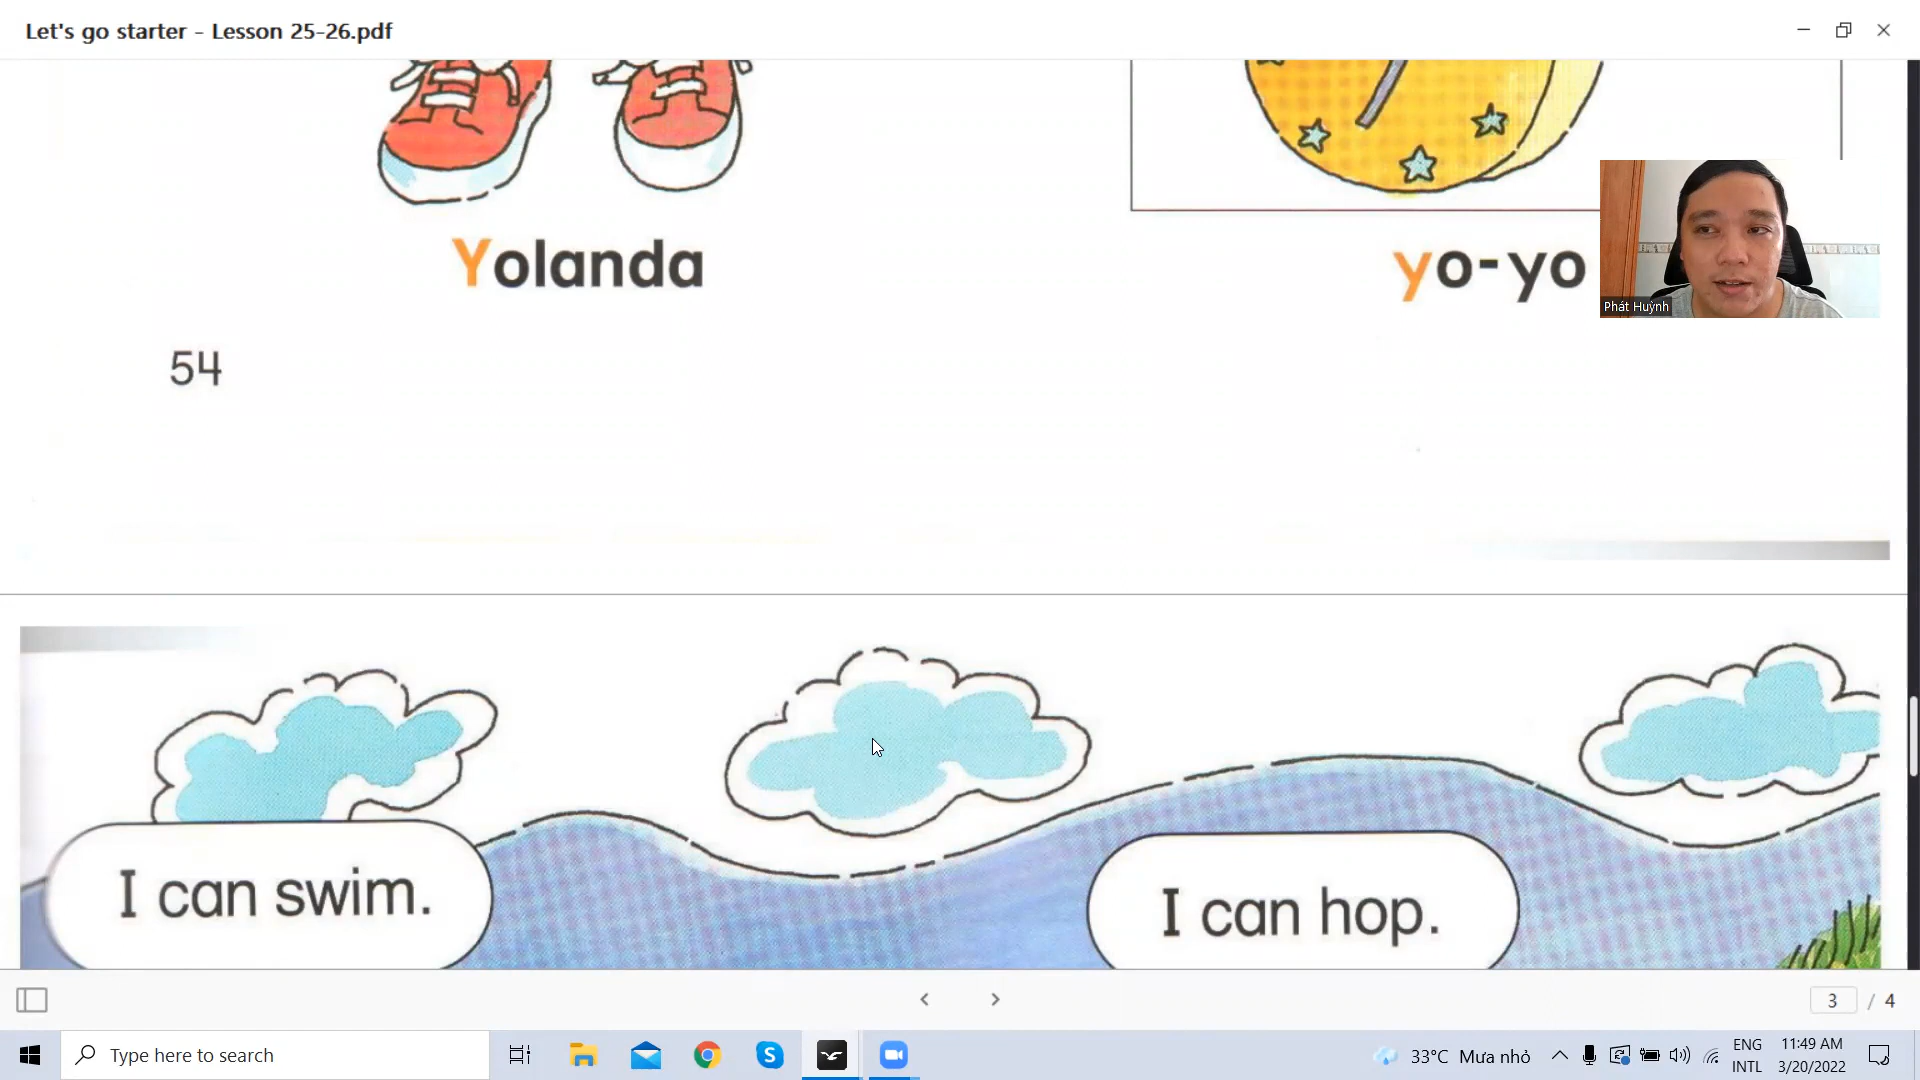 Let's go starter - Lesson 25-26.pdf
Yolanda
yo-yo
Phát Huỳnh
54
I can swim.
I can hop.
3 / 4
Type here to search
33°C Mưa nhỏ
ENG
INTL
11:49 AM
3/20/2022